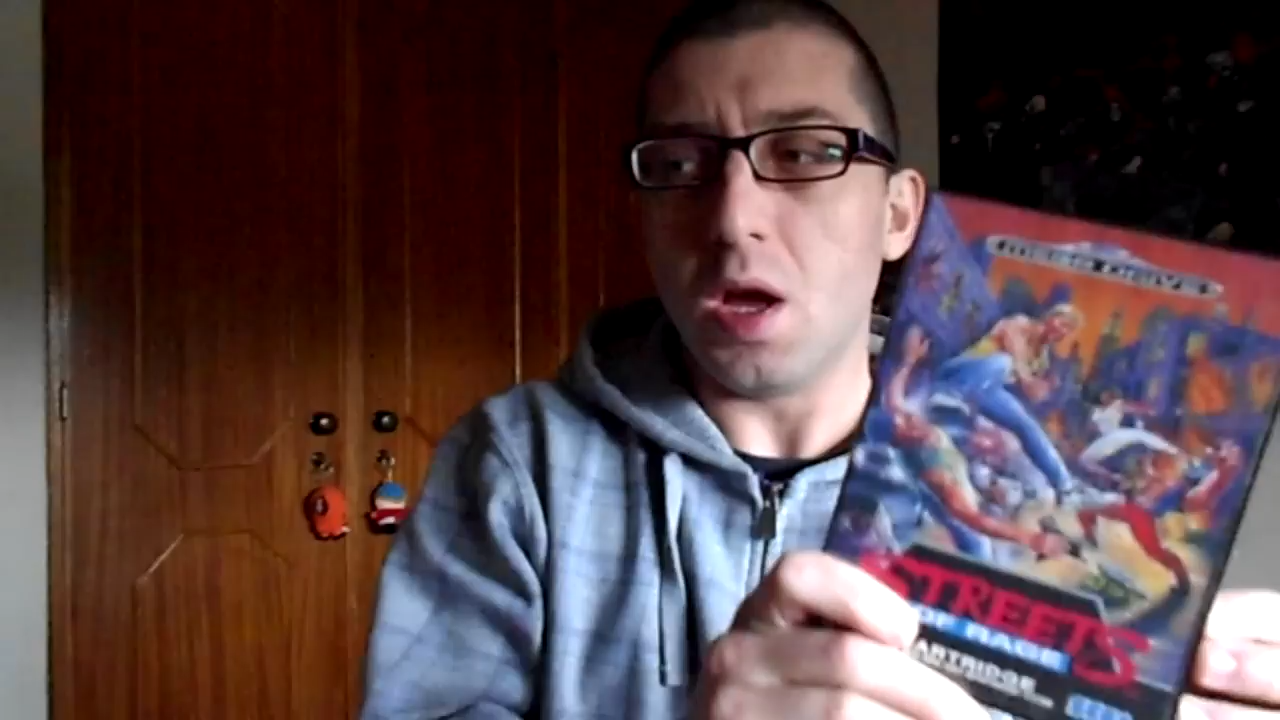 MEGA DRIVE
STREETS
OF RAGE
CARTRIDGE
SEGA